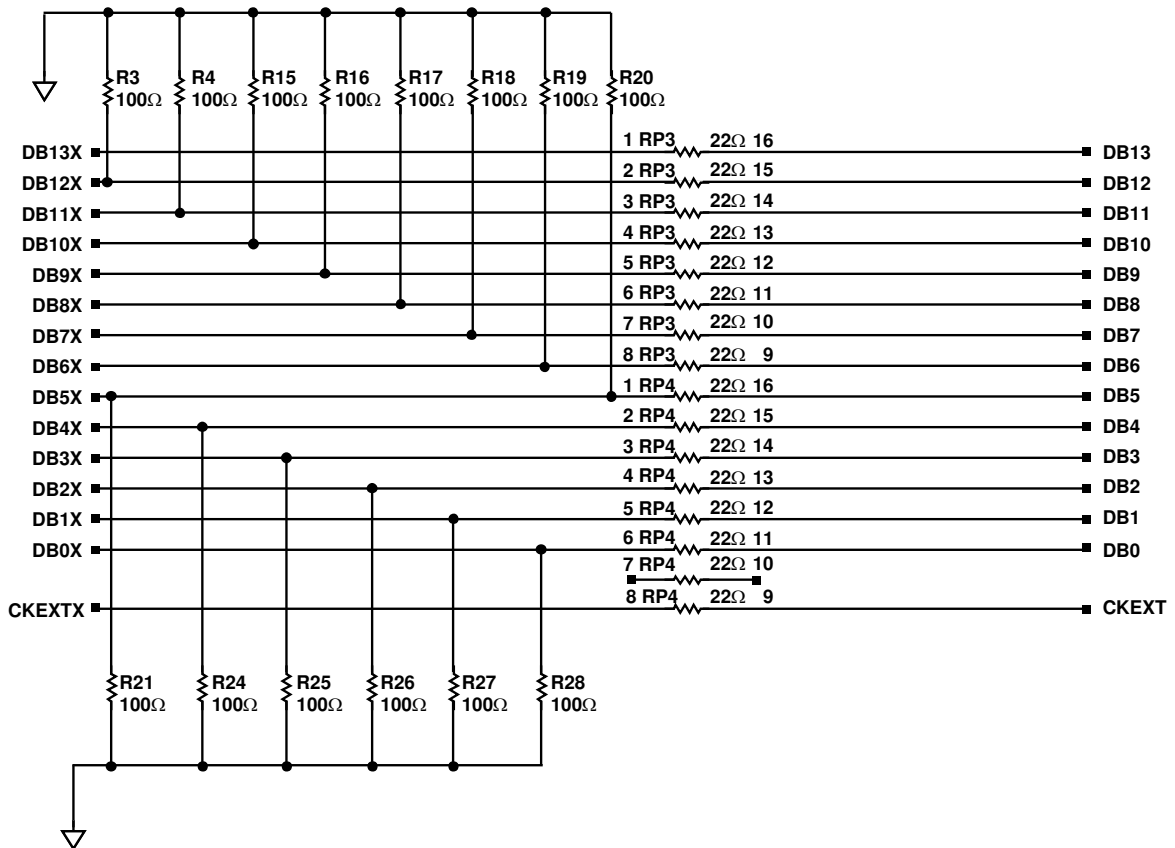 R3 R4 R15 R16 R17 R18 R19 R20
100Ω 100Ω 100Ω 100Ω 100Ω 100Ω 100Ω 100Ω
DB13X 1 RP3 22Ω 16 DB13
DB12X 2 RP3 22Ω 15 DB12
DB11X 3 RP3 22Ω 14 DB11
DB10X 4 RP3 22Ω 13 DB10
DB9X 5 RP3 22Ω 12 DB9
DB8X 6 RP3 22Ω 11 DB8
DB7X 7 RP3 22Ω 10 DB7
DB6X 8 RP3 22Ω 9 DB6
DB5X 1 RP4 22Ω 16 DB5
DB4X 2 RP4 22Ω 15 DB4
DB3X 3 RP4 22Ω 14 DB3
DB2X 4 RP4 22Ω 13 DB2
DB1X 5 RP4 22Ω 12 DB1
DB0X 6 RP4 22Ω 11 DB0
7 RP4 22Ω 10
CKEXTX 8 RP4 22Ω 9 CKEXT
R21 R24 R25 R26 R27 R28
100Ω 100Ω 100Ω 100Ω 100Ω 100Ω